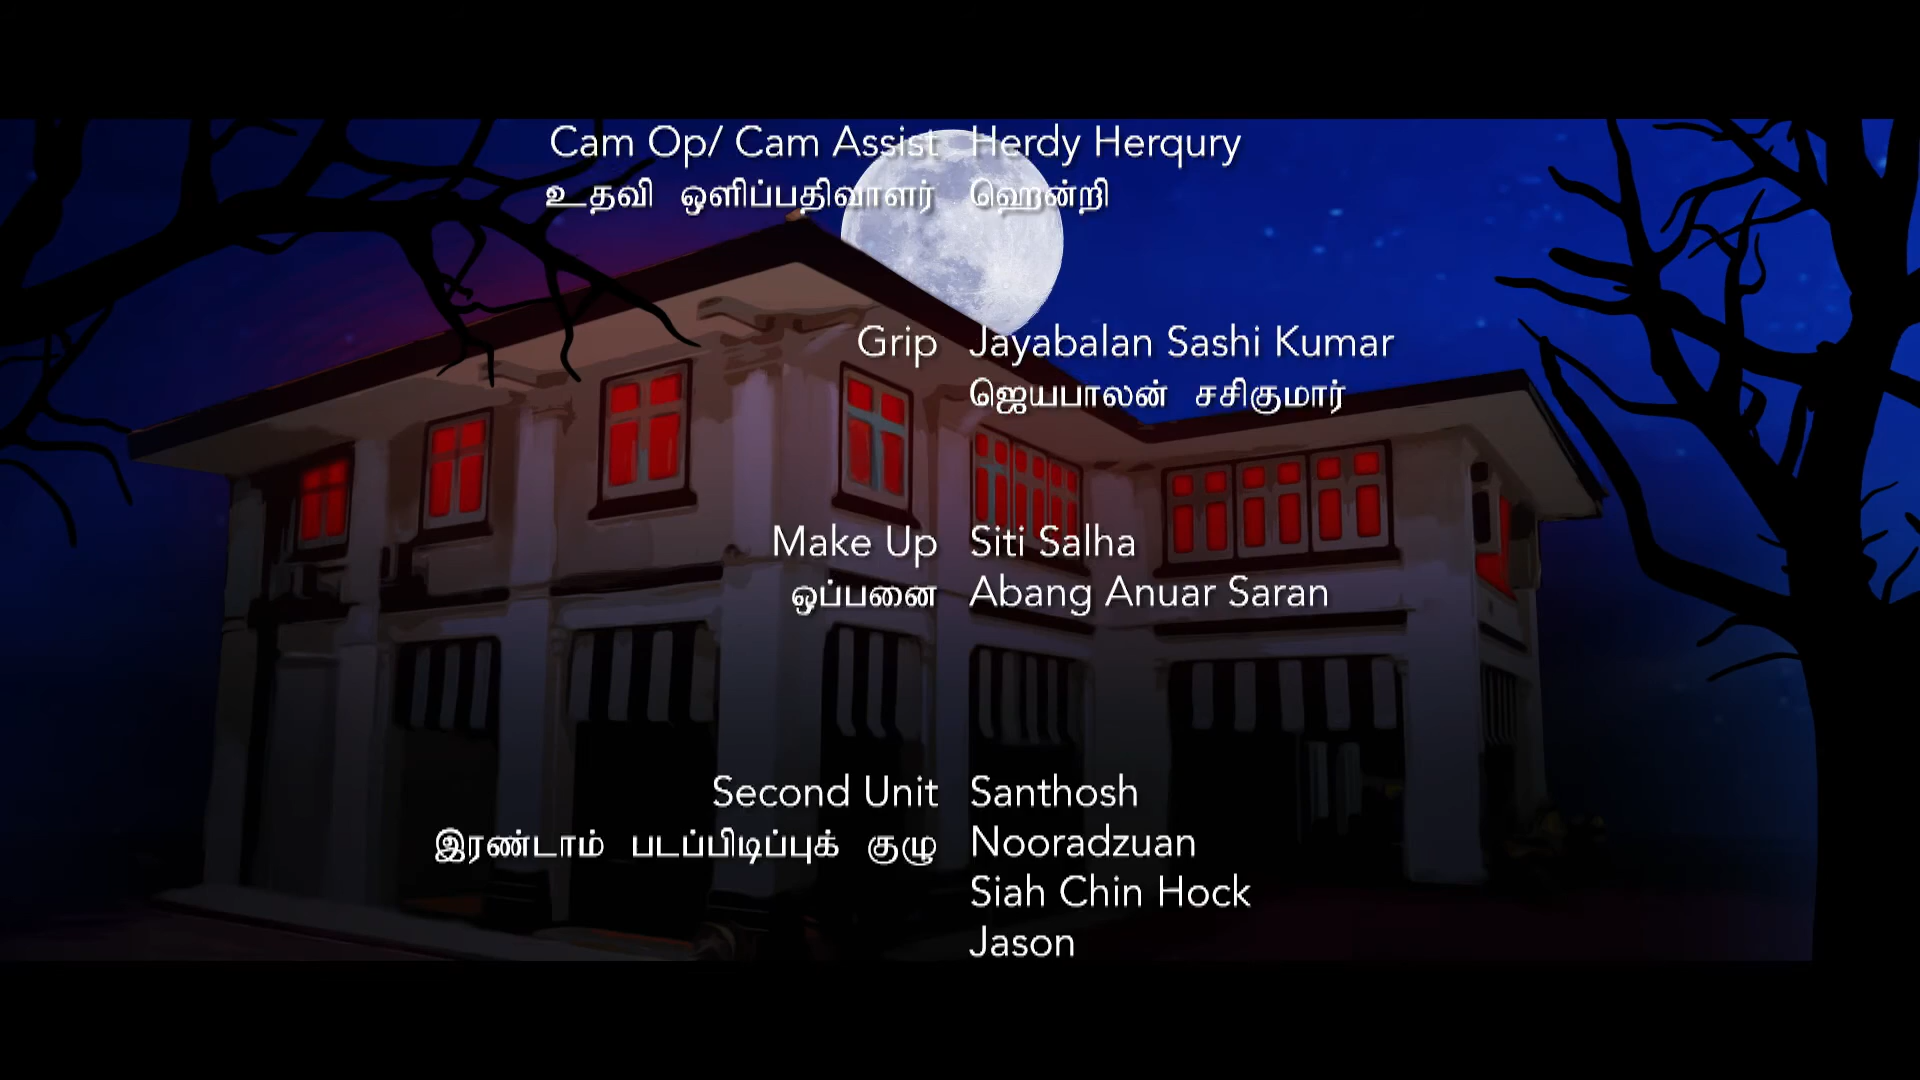 Cam Op/ Cam Assist Herdy Herqury
உதவி ஒளிப்பதிவாளர் ஹென்றி
Grip Jayabalan Sashi Kumar
ஜெயபாலன் சசிகுமார்
Make Up Siti Salha
ஒப்பனை Abang Anuar Saran
Second Unit Santhosh
இரண்டாம் படப்பிடிப்புக் குழு Nooradzuan
Siah Chin Hock
Jason